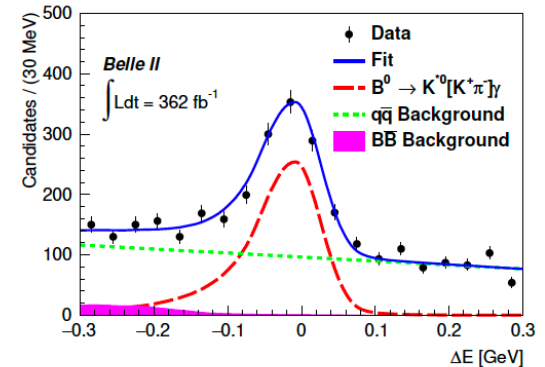 Candidates / (30 MeV)
500
400
300
200
100
0
Belle II
∫Ldt = 362 fb⁻¹
Data
Fit
B⁰ → K*⁰[K⁺π⁻]γ
qq̄ Background
BB̄ Background
−0.3 −0.2 −0.1 0 0.1 0.2 0.3
ΔE [GeV]